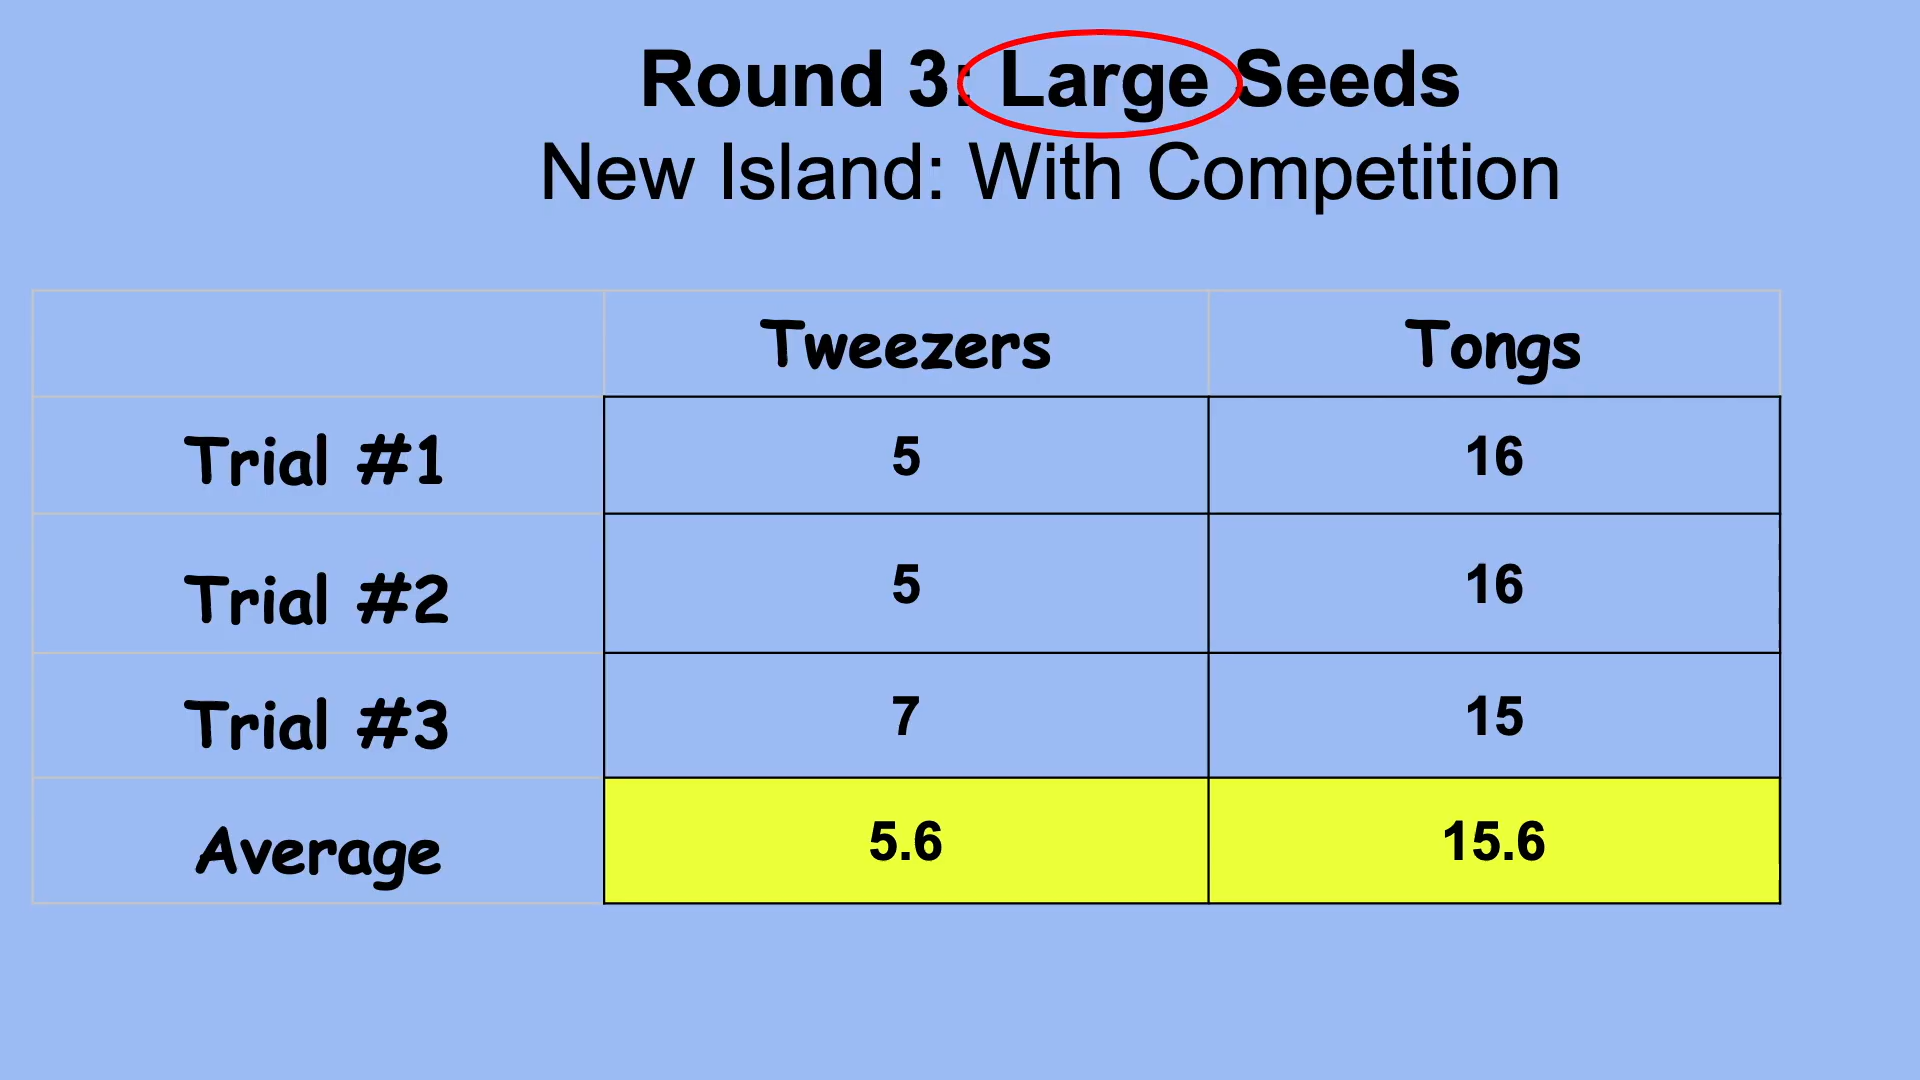 Round 3: Large Seeds
New Island: With Competition
Tweezers Tongs
Trial #1 5 16
Trial #2 5 16
Trial #3 7 15
Average 5.6 15.6